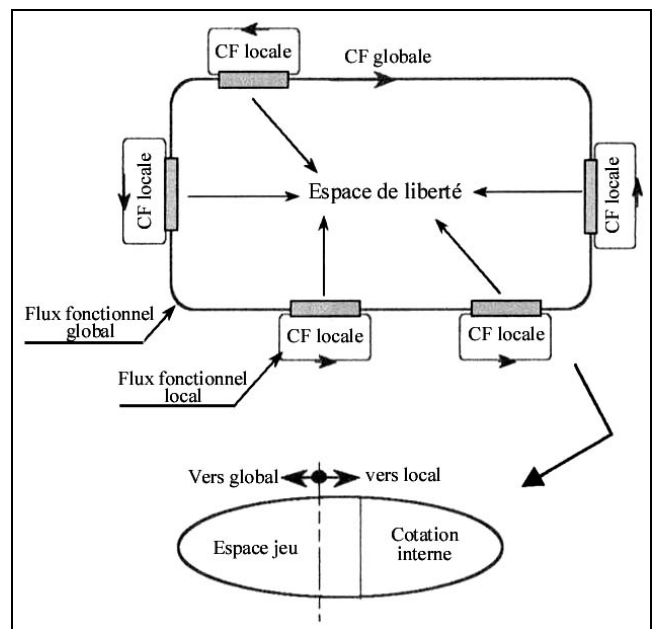 CF locale
CF globale
CF locale
Espace de liberté
CF locale
Flux fonctionnel
global
CF locale
CF locale
Flux fonctionnel
local
Vers global
vers local
Espace jeu
Cotation
interne